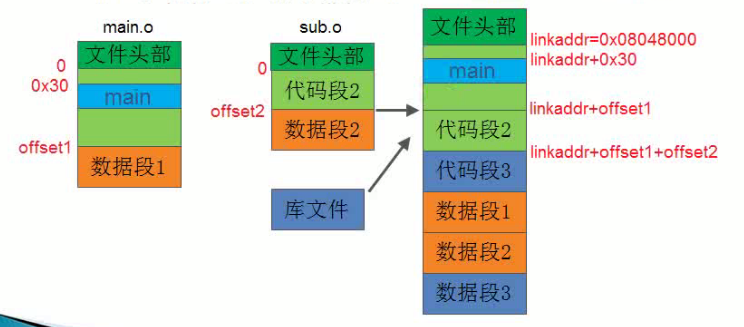 main.o
文件头部
0
0x30
main
offset1
数据段1
sub.o
文件头部
0
代码段2
offset2
数据段2
库文件
文件头部
linkaddr=0x08048000
linkaddr+0x30
main
linkaddr+offset1
代码段2
linkaddr+offset1+offset2
代码段3
数据段1
数据段2
数据段3